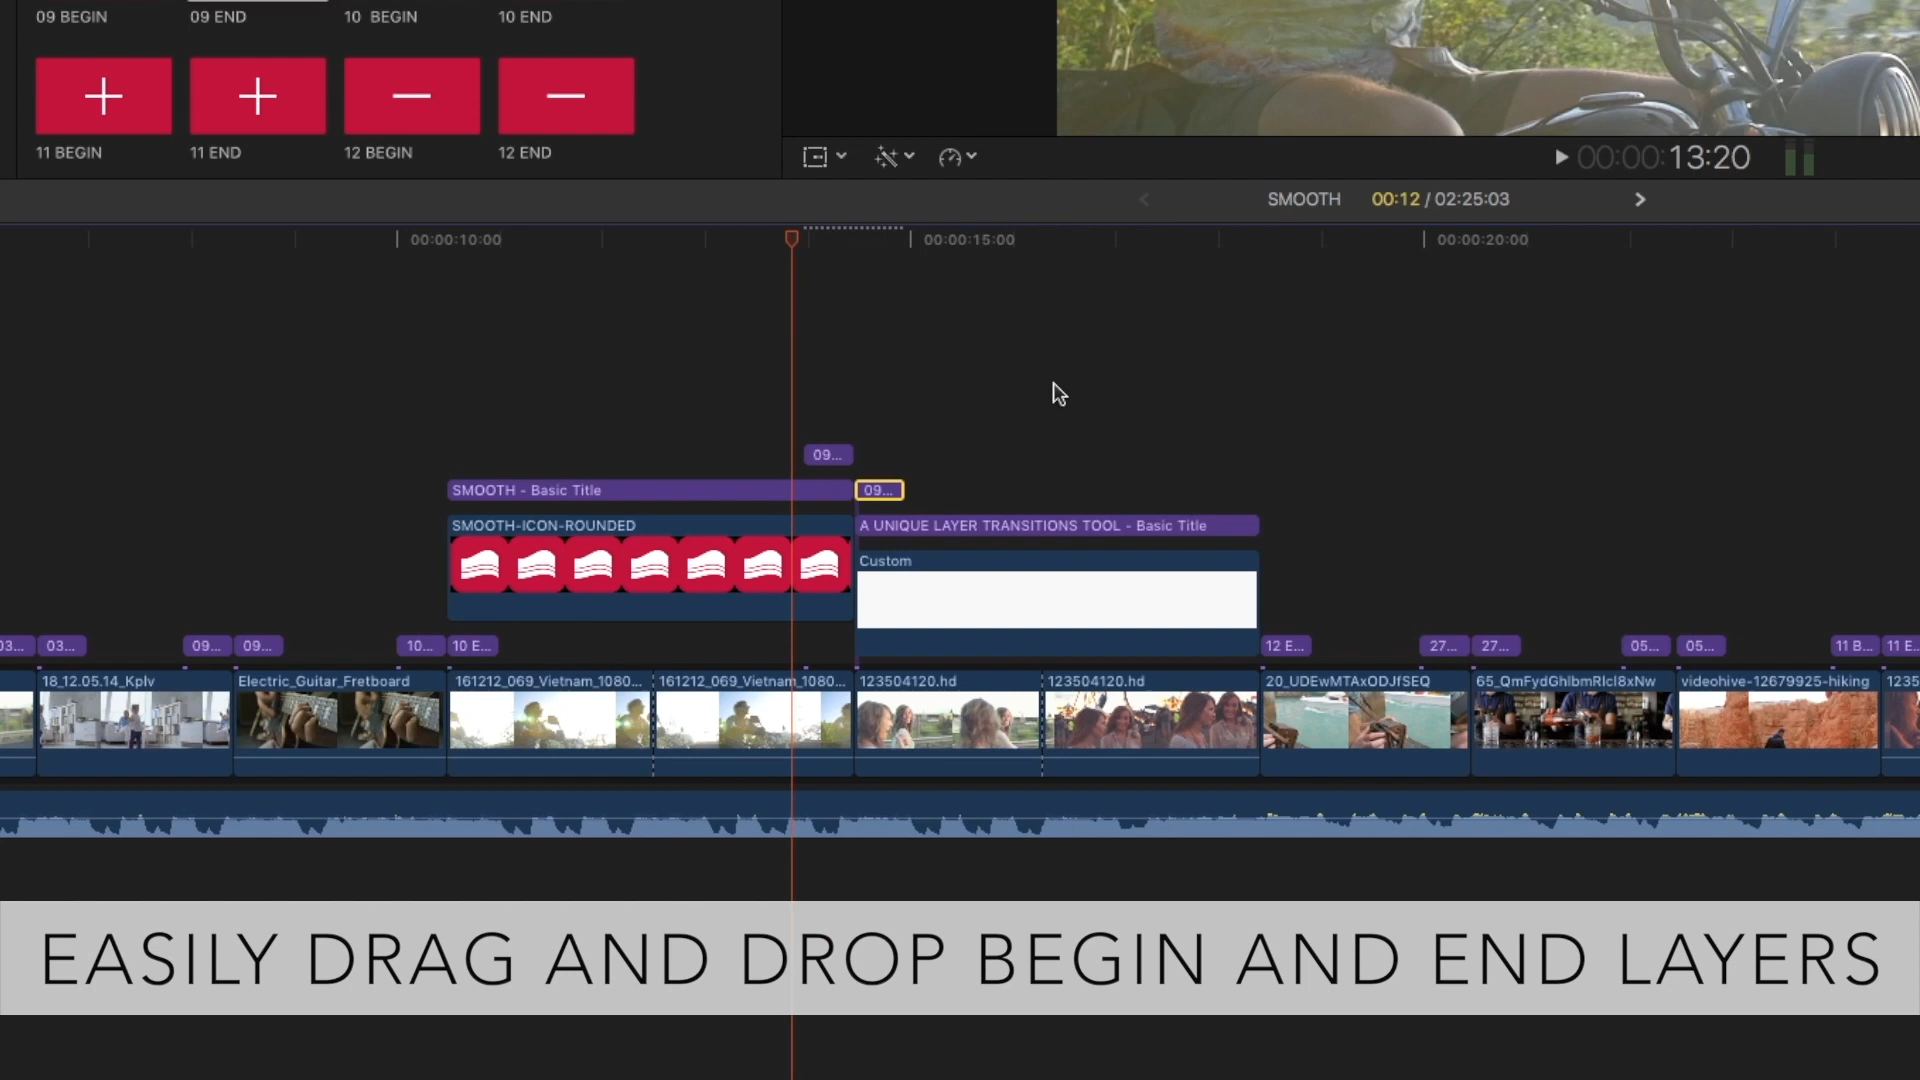 09 BEGIN
09 END
10 BEGIN
10 END
11 BEGIN
11 END
12 BEGIN
12 END
00:00:13:20
SMOOTH
00:12 / 02:25:03
00:00:10:00
00:00:15:00
00:00:20:00
09...
SMOOTH - Basic Title
09...
SMOOTH-ICON-ROUNDED
A UNIQUE LAYER TRANSITIONS TOOL - Basic Title
Custom
03...
03...
09...
09...
10...
10 E...
12 E...
27...
27...
05...
05...
11 B...
11 E...
18_12.05.14_Kplv
Electric_Guitar_Fretboard
161212_069_Vietnam_1080...
161212_069_Vietnam_1080...
123504120.hd
123504120.hd
20_UDEwMTAxODJfSEQ
65_QmFydGhlbmRlcl8xNw
videohive-12679925-hiking
1235
EASILY DRAG AND DROP BEGIN AND END LAYERS